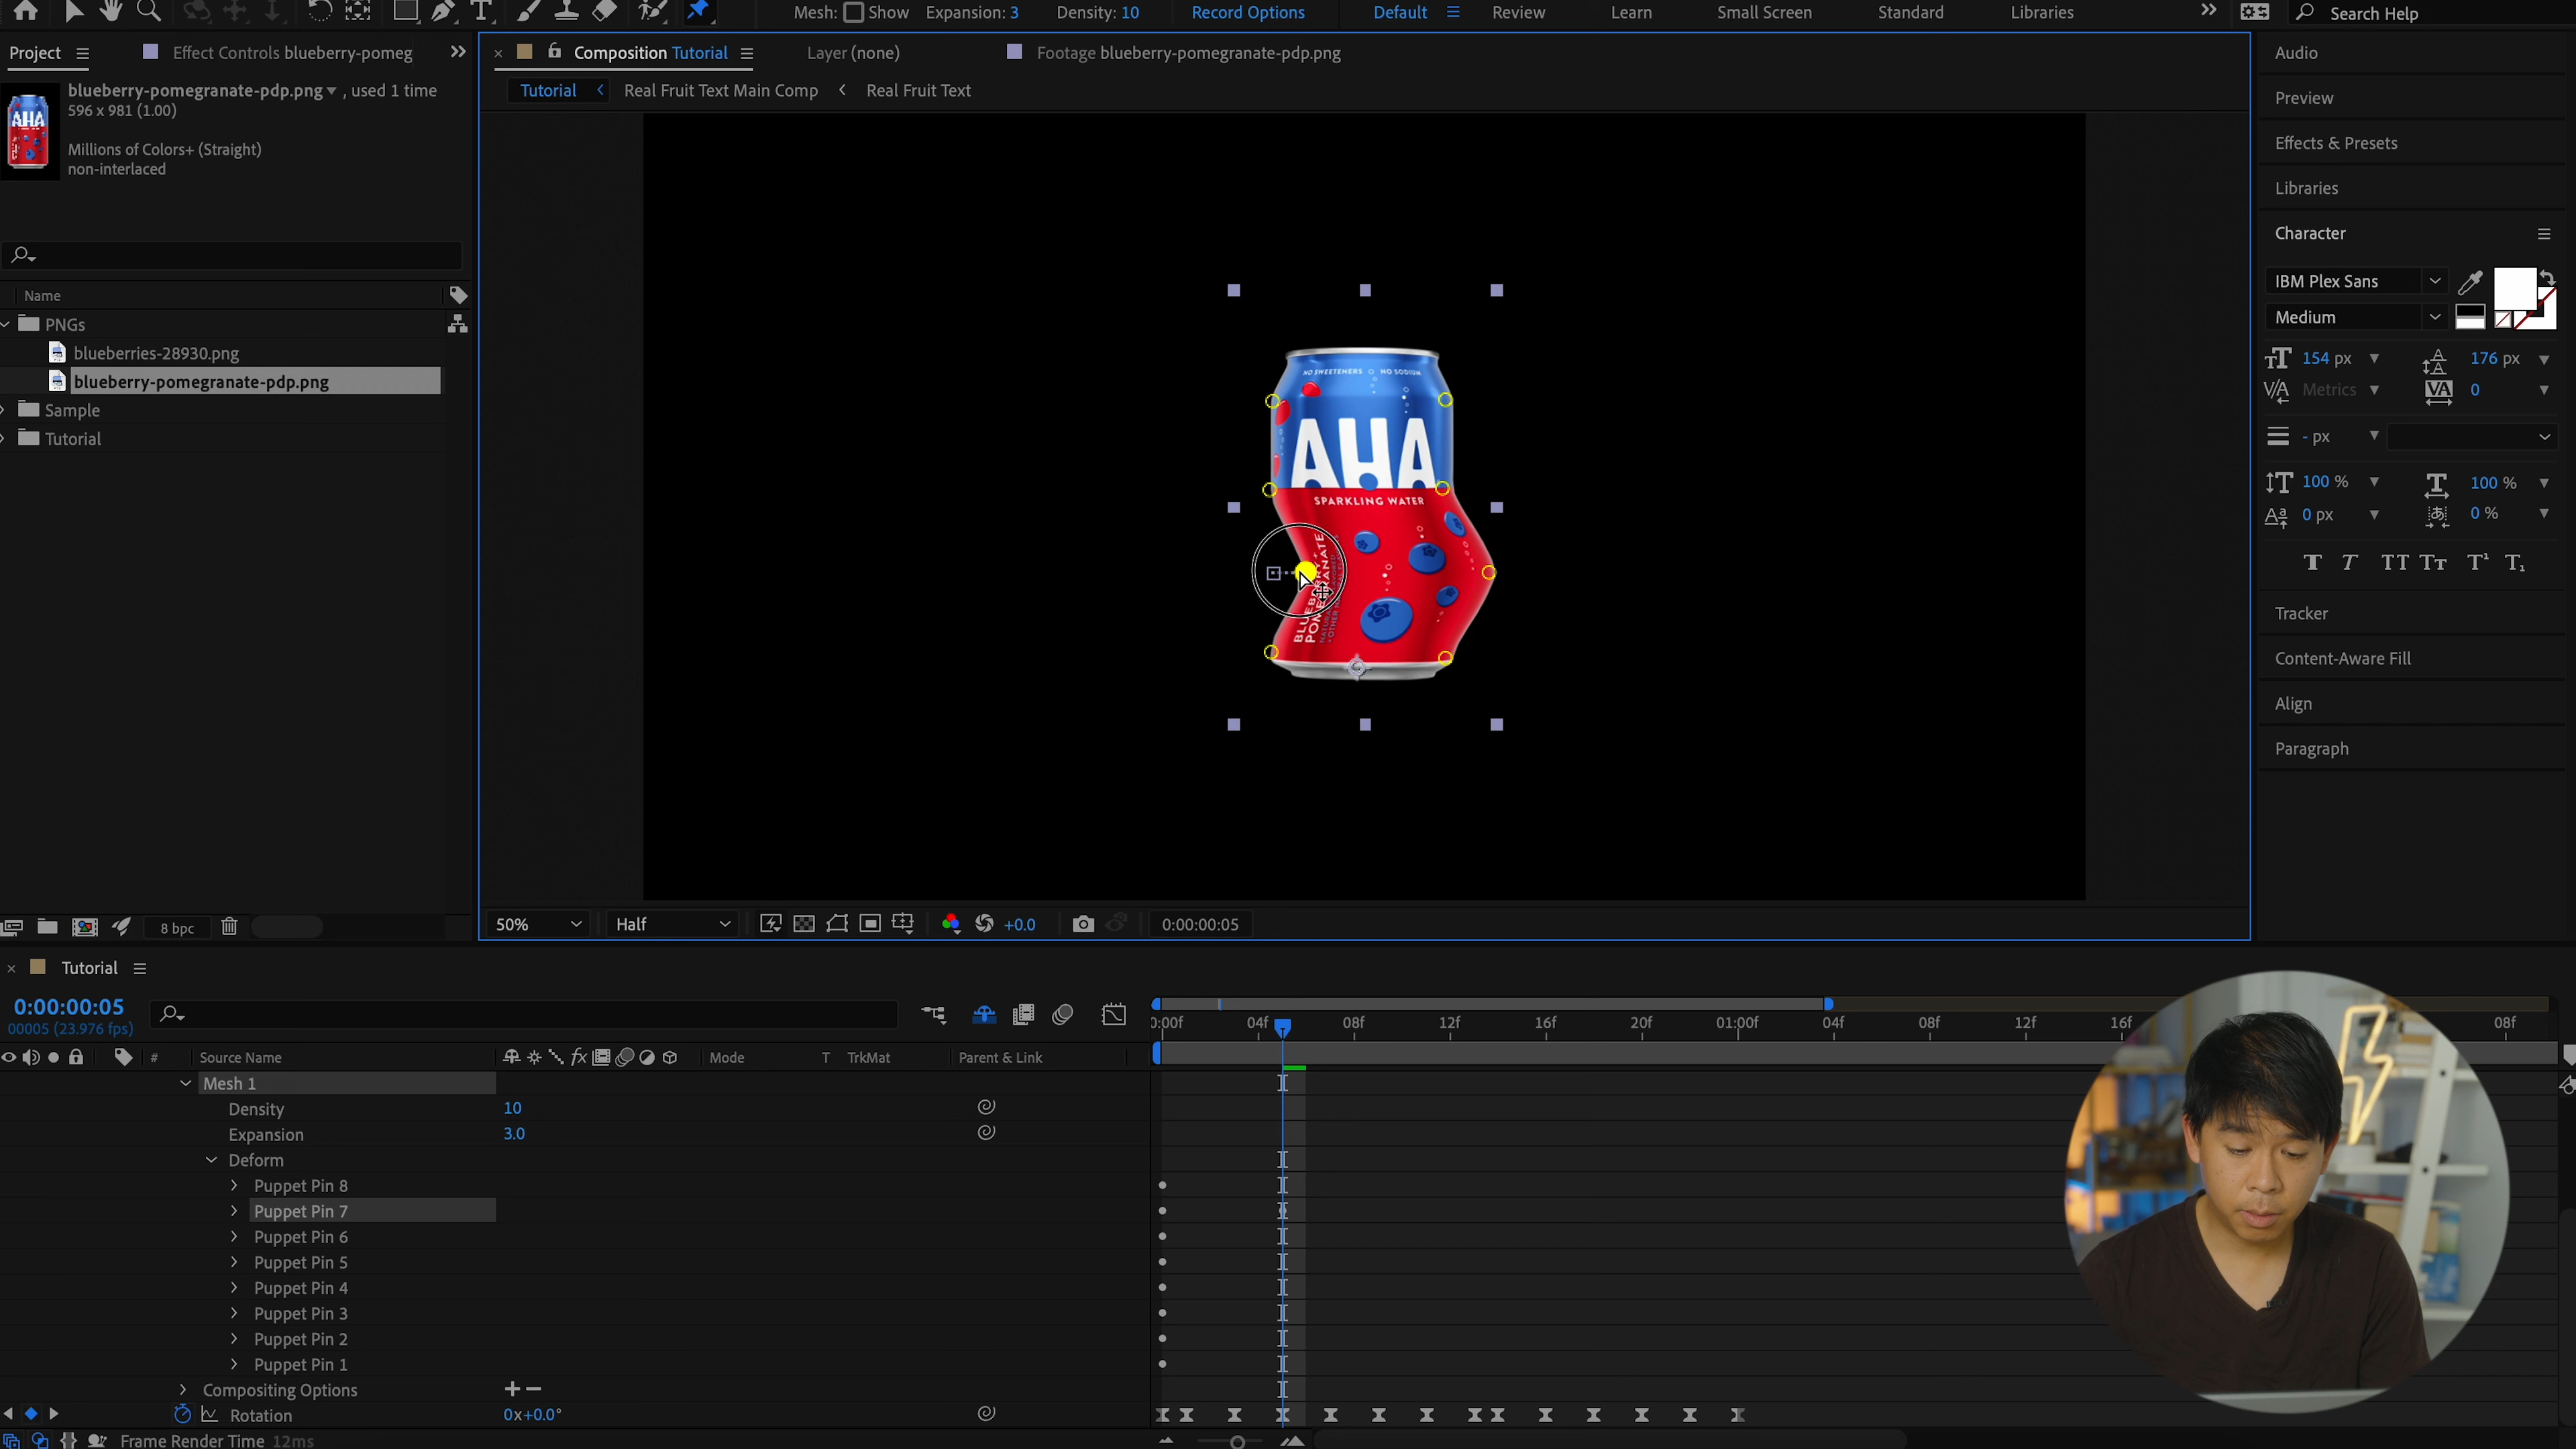 Mesh: Show Expansion: 3 Density: 10 Record Options Default Review Learn Small Screen Standard Libraries Search Help
Project Effect Controls blueberry-pomeg
Composition Tutorial Layer (none) Footage blueberry-pomegranate-pdp.png
Audio
blueberry-pomegranate-pdp.png , used 1 time
596 x 981 (1.00)
Millions of Colors+ (Straight)
non-interlaced
Tutorial Real Fruit Text Main Comp Real Fruit Text
Preview
Effects & Presets
Libraries
Character
IBM Plex Sans
Medium
154 px 176 px
Metrics 0
- px
100 % 100 %
0 px 0 %
T T TT Tt T¹ T₁
Tracker
Content-Aware Fill
Align
Paragraph
Name
PNGs
blueberries-28930.png
blueberry-pomegranate-pdp.png
Sample
Tutorial
NO SWEETENERS NO SODIUM
AHA
SPARKLING WATER
8 bpc
50% Half +0.0 0:00:00:05
Tutorial
0:00:00:05
00005 (23.976 fps)
0:00f 04f 08f 12f 16f 20f 01:00f 04f 08f 12f 16f 08f
# Source Name Mode T TrkMat Parent & Link
Mesh 1
Density 10
Expansion 3.0
Deform
Puppet Pin 8
Puppet Pin 7
Puppet Pin 6
Puppet Pin 5
Puppet Pin 4
Puppet Pin 3
Puppet Pin 2
Puppet Pin 1
Compositing Options
Rotation 0x+0.0°
Frame Render Time 12ms